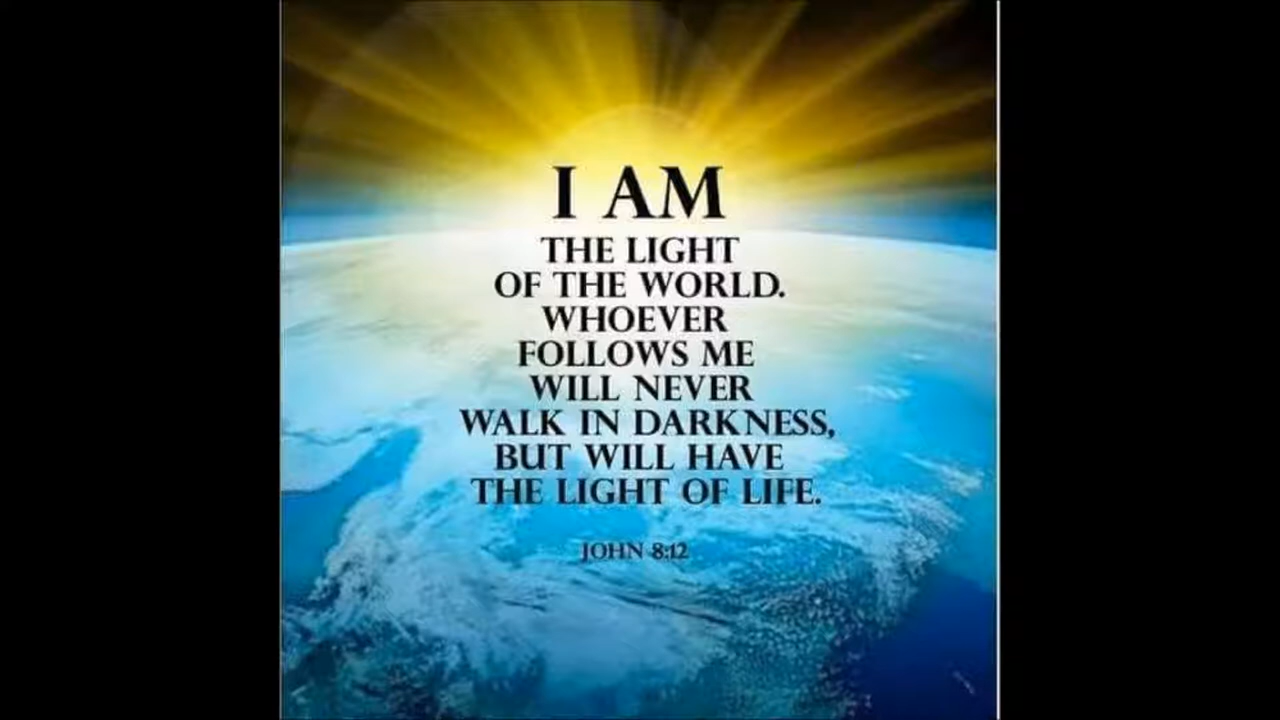 I AM
THE LIGHT
OF THE WORLD.
WHOEVER
FOLLOWS ME
WILL NEVER
WALK IN DARKNESS,
BUT WILL HAVE
THE LIGHT OF LIFE.
JOHN 8:12